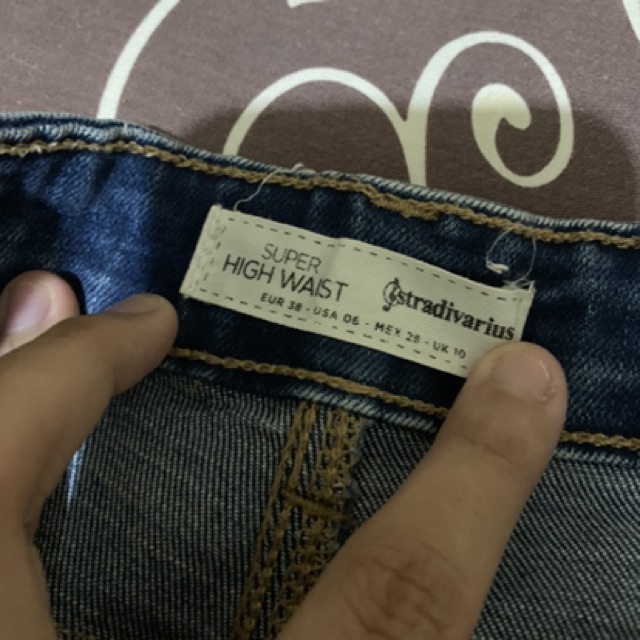 SUPER
HIGH WAIST
stradivarius
EUR 38 - USA 06 - MEX 28 - UK 10